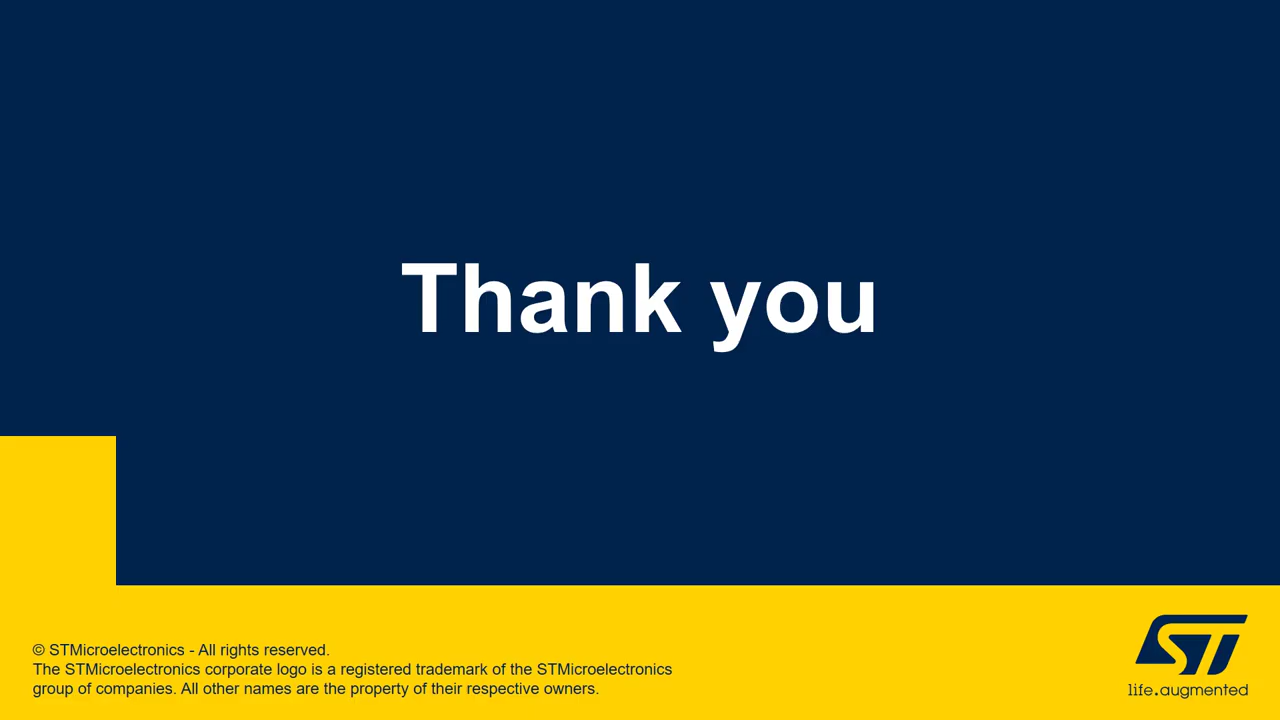 Thank you
© STMicroelectronics - All rights reserved.
The STMicroelectronics corporate logo is a registered trademark of the STMicroelectronics
group of companies. All other names are the property of their respective owners.
ST
life.augmented